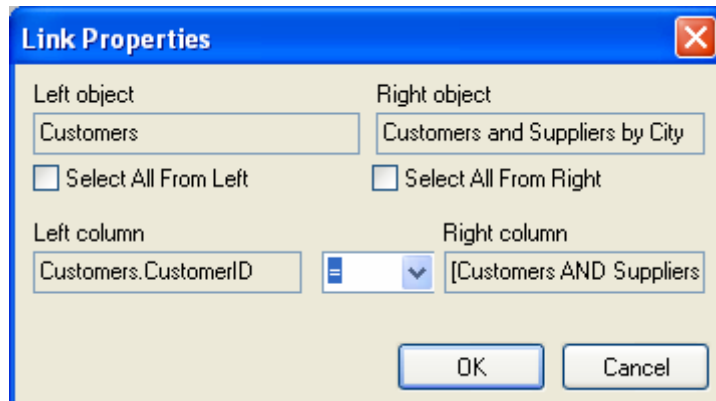 Link Properties
Left object Right object
Customers Customers and Suppliers by City
Select All From Left Select All From Right
Left column Right column
Customers.CustomerID = [Customers AND Suppliers
OK Cancel